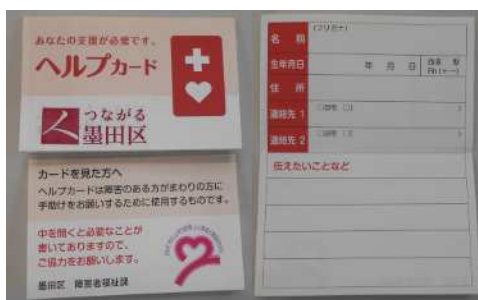 あなたの支援が必要です。
ヘルプカード
つながる
墨田区
カードを見た方へ
ヘルプカードは障害のある方がまわりの方に
手助けをお願いするために使用するものです。
中を開くと必要なことが
書いてありますので、
ご協力をお願いします。
墨田区 障害者福祉課
(フリガナ)
名 前
生年月日
年 月 日
血液型
Rh(+ー)
住 所
連絡先 1
連絡先 2
伝えたいことなど